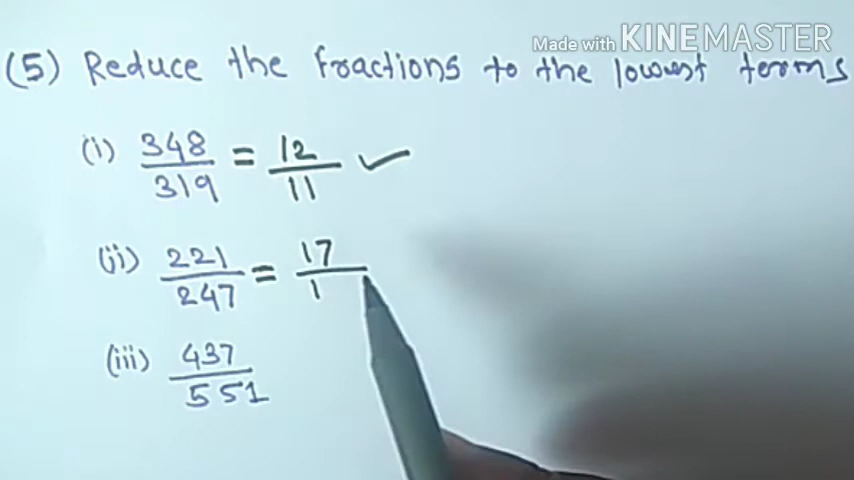 Made with KINEMASTER
(5) Reduce the fractions to the lowest terms
(i) 348/319 = 12/11 ✓
(ii) 221/247 = 17/1
(iii) 437/551